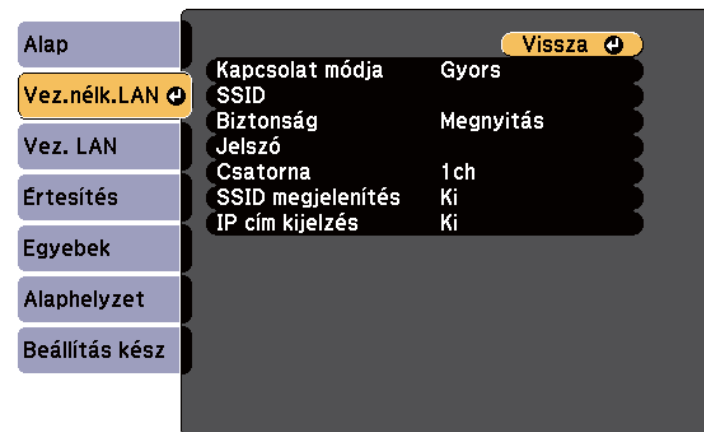 Alap
Vez.nélk.LAN
Vez. LAN
Értesítés
Egyebek
Alaphelyzet
Beállítás kész
Vissza
Kapcsolat módja Gyors
SSID
Biztonság Megnyitás
Jelszó
Csatorna 1ch
SSID megjelenítés Ki
IP cím kijelzés Ki